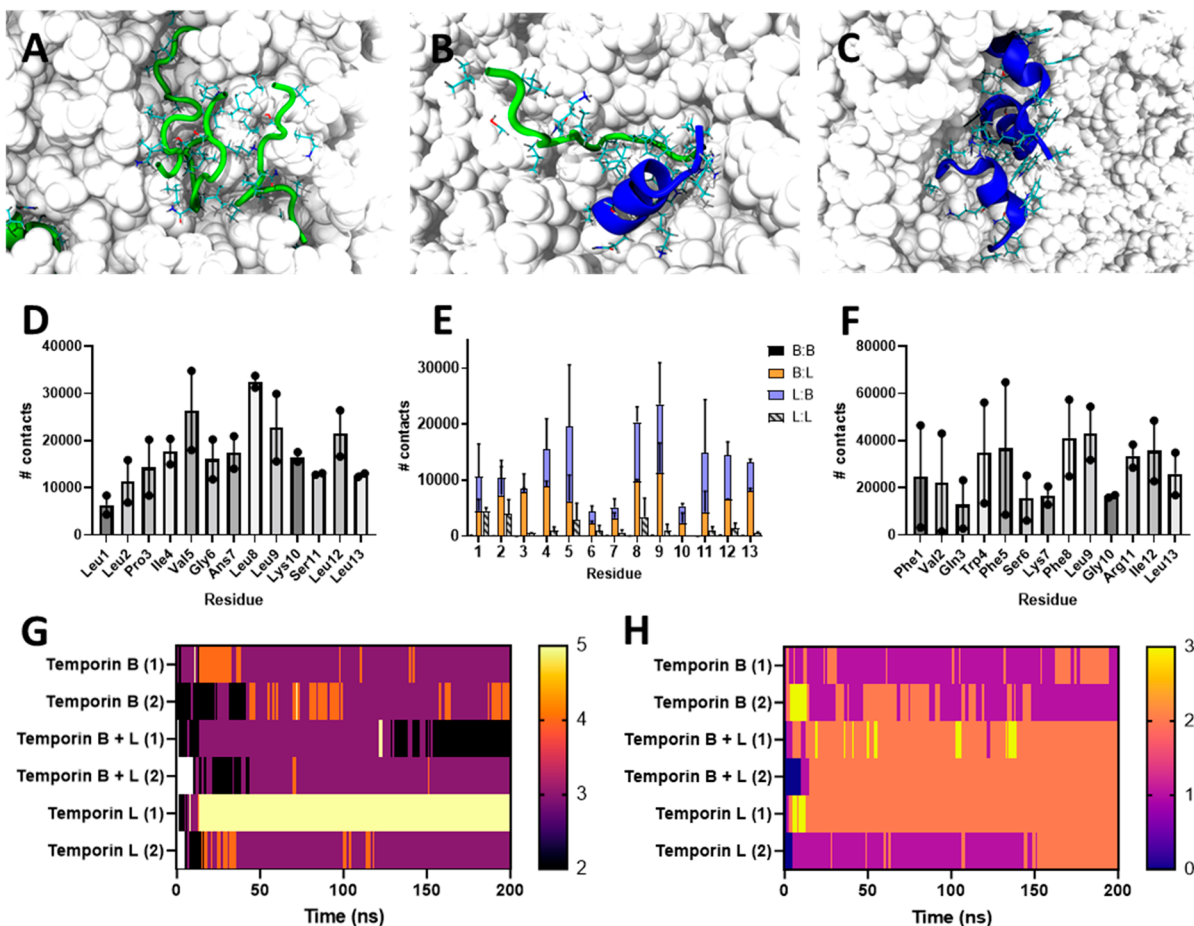 A
B
C
D
# contacts
40000
30000
20000
10000
0
Leu1
Leu2
Pro3
Ile4
Val5
Gly6
Ans7
Leu8
Leu9
Lys10
Ser11
Leu12
Leu13
Residue
E
# contacts
30000
20000
10000
0
1 2 3 4 5 6 7 8 9 10 11 12 13
Residue
B:B
B:L
L:B
L:L
F
# contacts
80000
60000
40000
20000
0
Phe1
Val2
Gln3
Trp4
Phe5
Ser6
Lys7
Phe8
Leu9
Gly10
Arg11
Ile12
Leu13
Residue
G
Temporin B (1)
Temporin B (2)
Temporin B + L (1)
Temporin B + L (2)
Temporin L (1)
Temporin L (2)
0 50 100 150 200
Time (ns)
5
4
3
2
H
Temporin B (1)
Temporin B (2)
Temporin B + L (1)
Temporin B + L (2)
Temporin L (1)
Temporin L (2)
0 50 100 150 200
Time (ns)
3
2
1
0